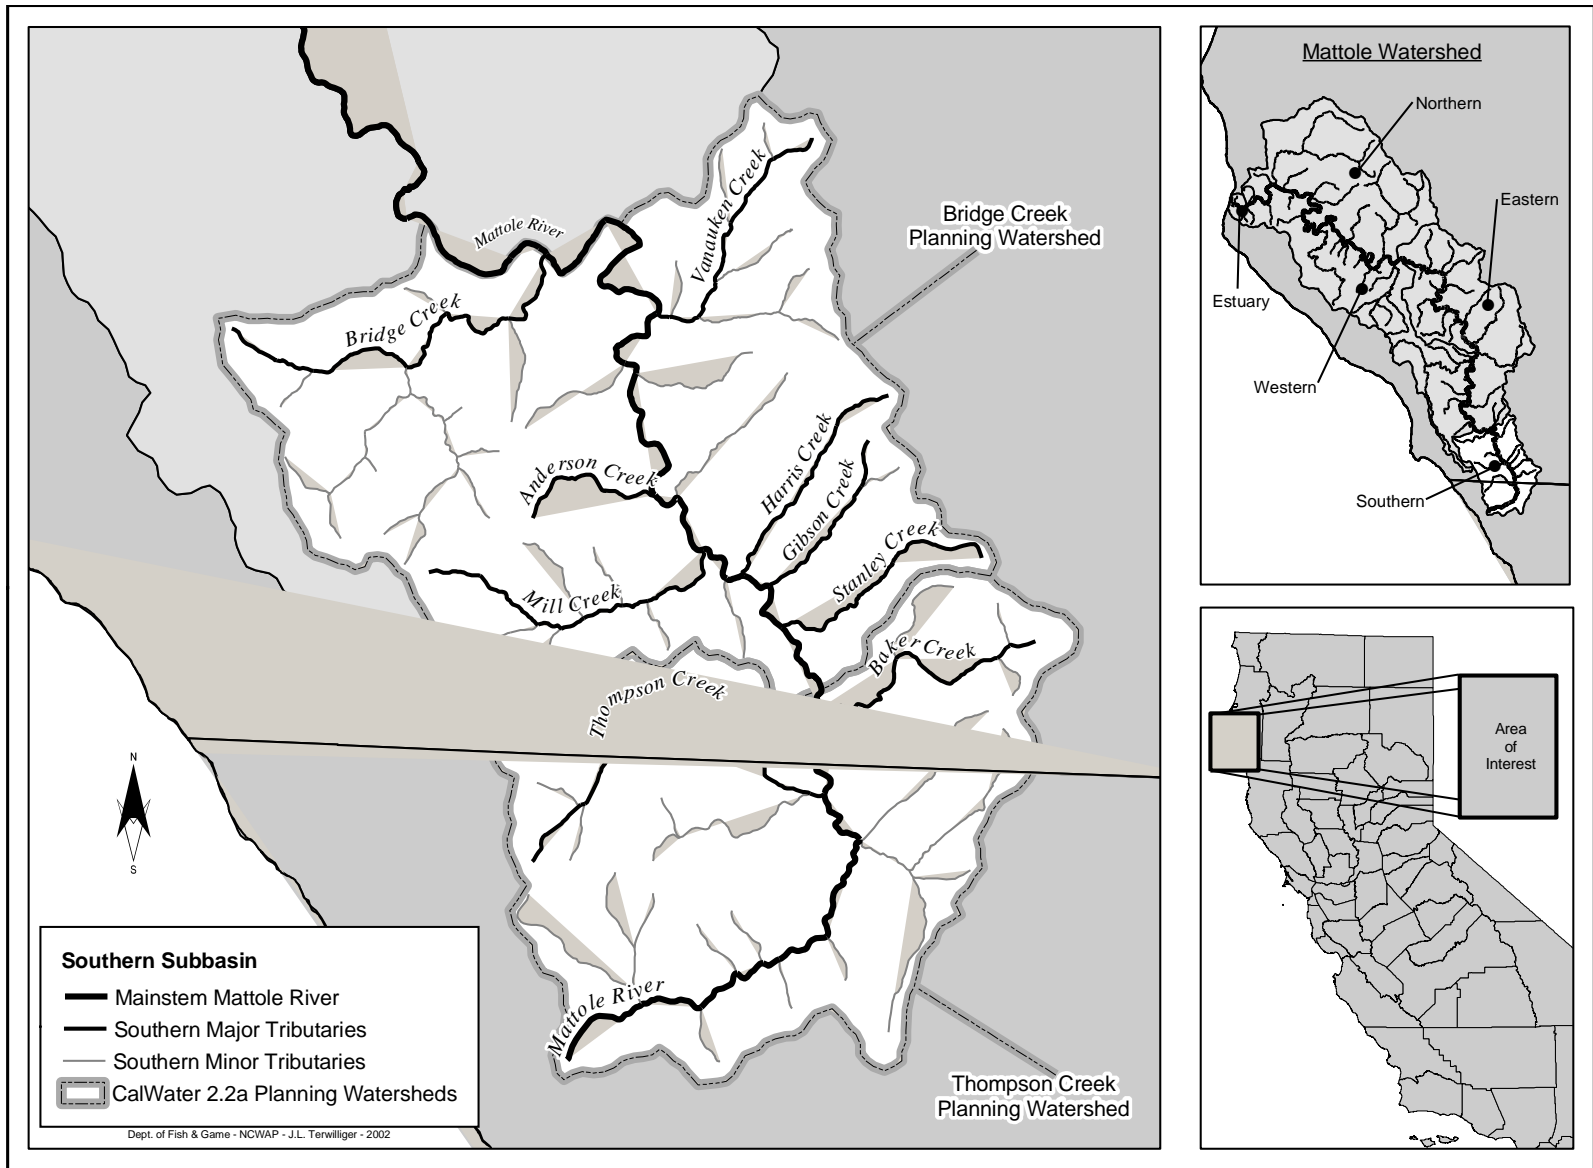 Mattole River
Vanauken Creek
Bridge Creek
Planning Watershed
Bridge Creek
Harris Creek
Anderson Creek
Gibson Creek
Stanley Creek
Mill Creek
Baker Creek
Thompson Creek
N
S
Mattole River
Thompson Creek
Planning Watershed
Southern Subbasin
Mainstem Mattole River
Southern Major Tributaries
Southern Minor Tributaries
CalWater 2.2a Planning Watersheds
Dept. of Fish & Game - NCWAP - J.L. Terwilliger - 2002
Mattole Watershed
Northern
Eastern
Estuary
Western
Southern
Area
of
Interest